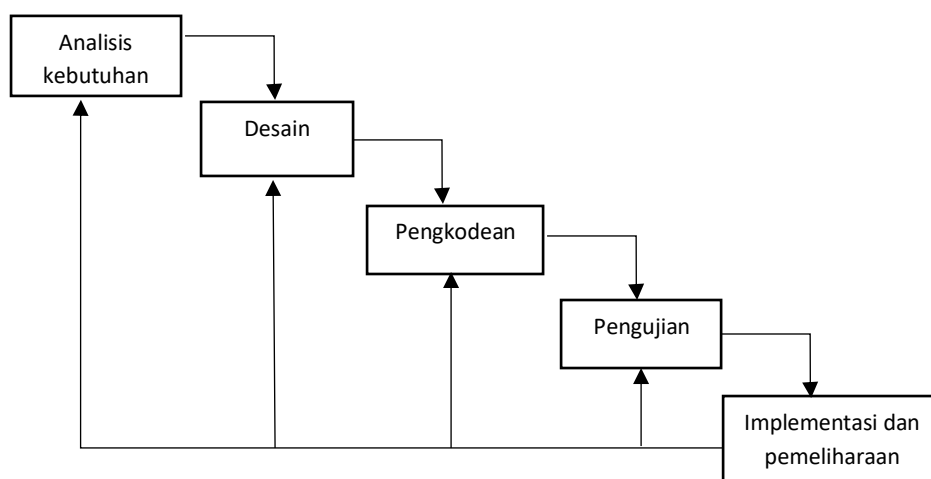 Analisis
kebutuhan
Desain
Pengkodean
Pengujian
Implementasi dan
pemeliharaan